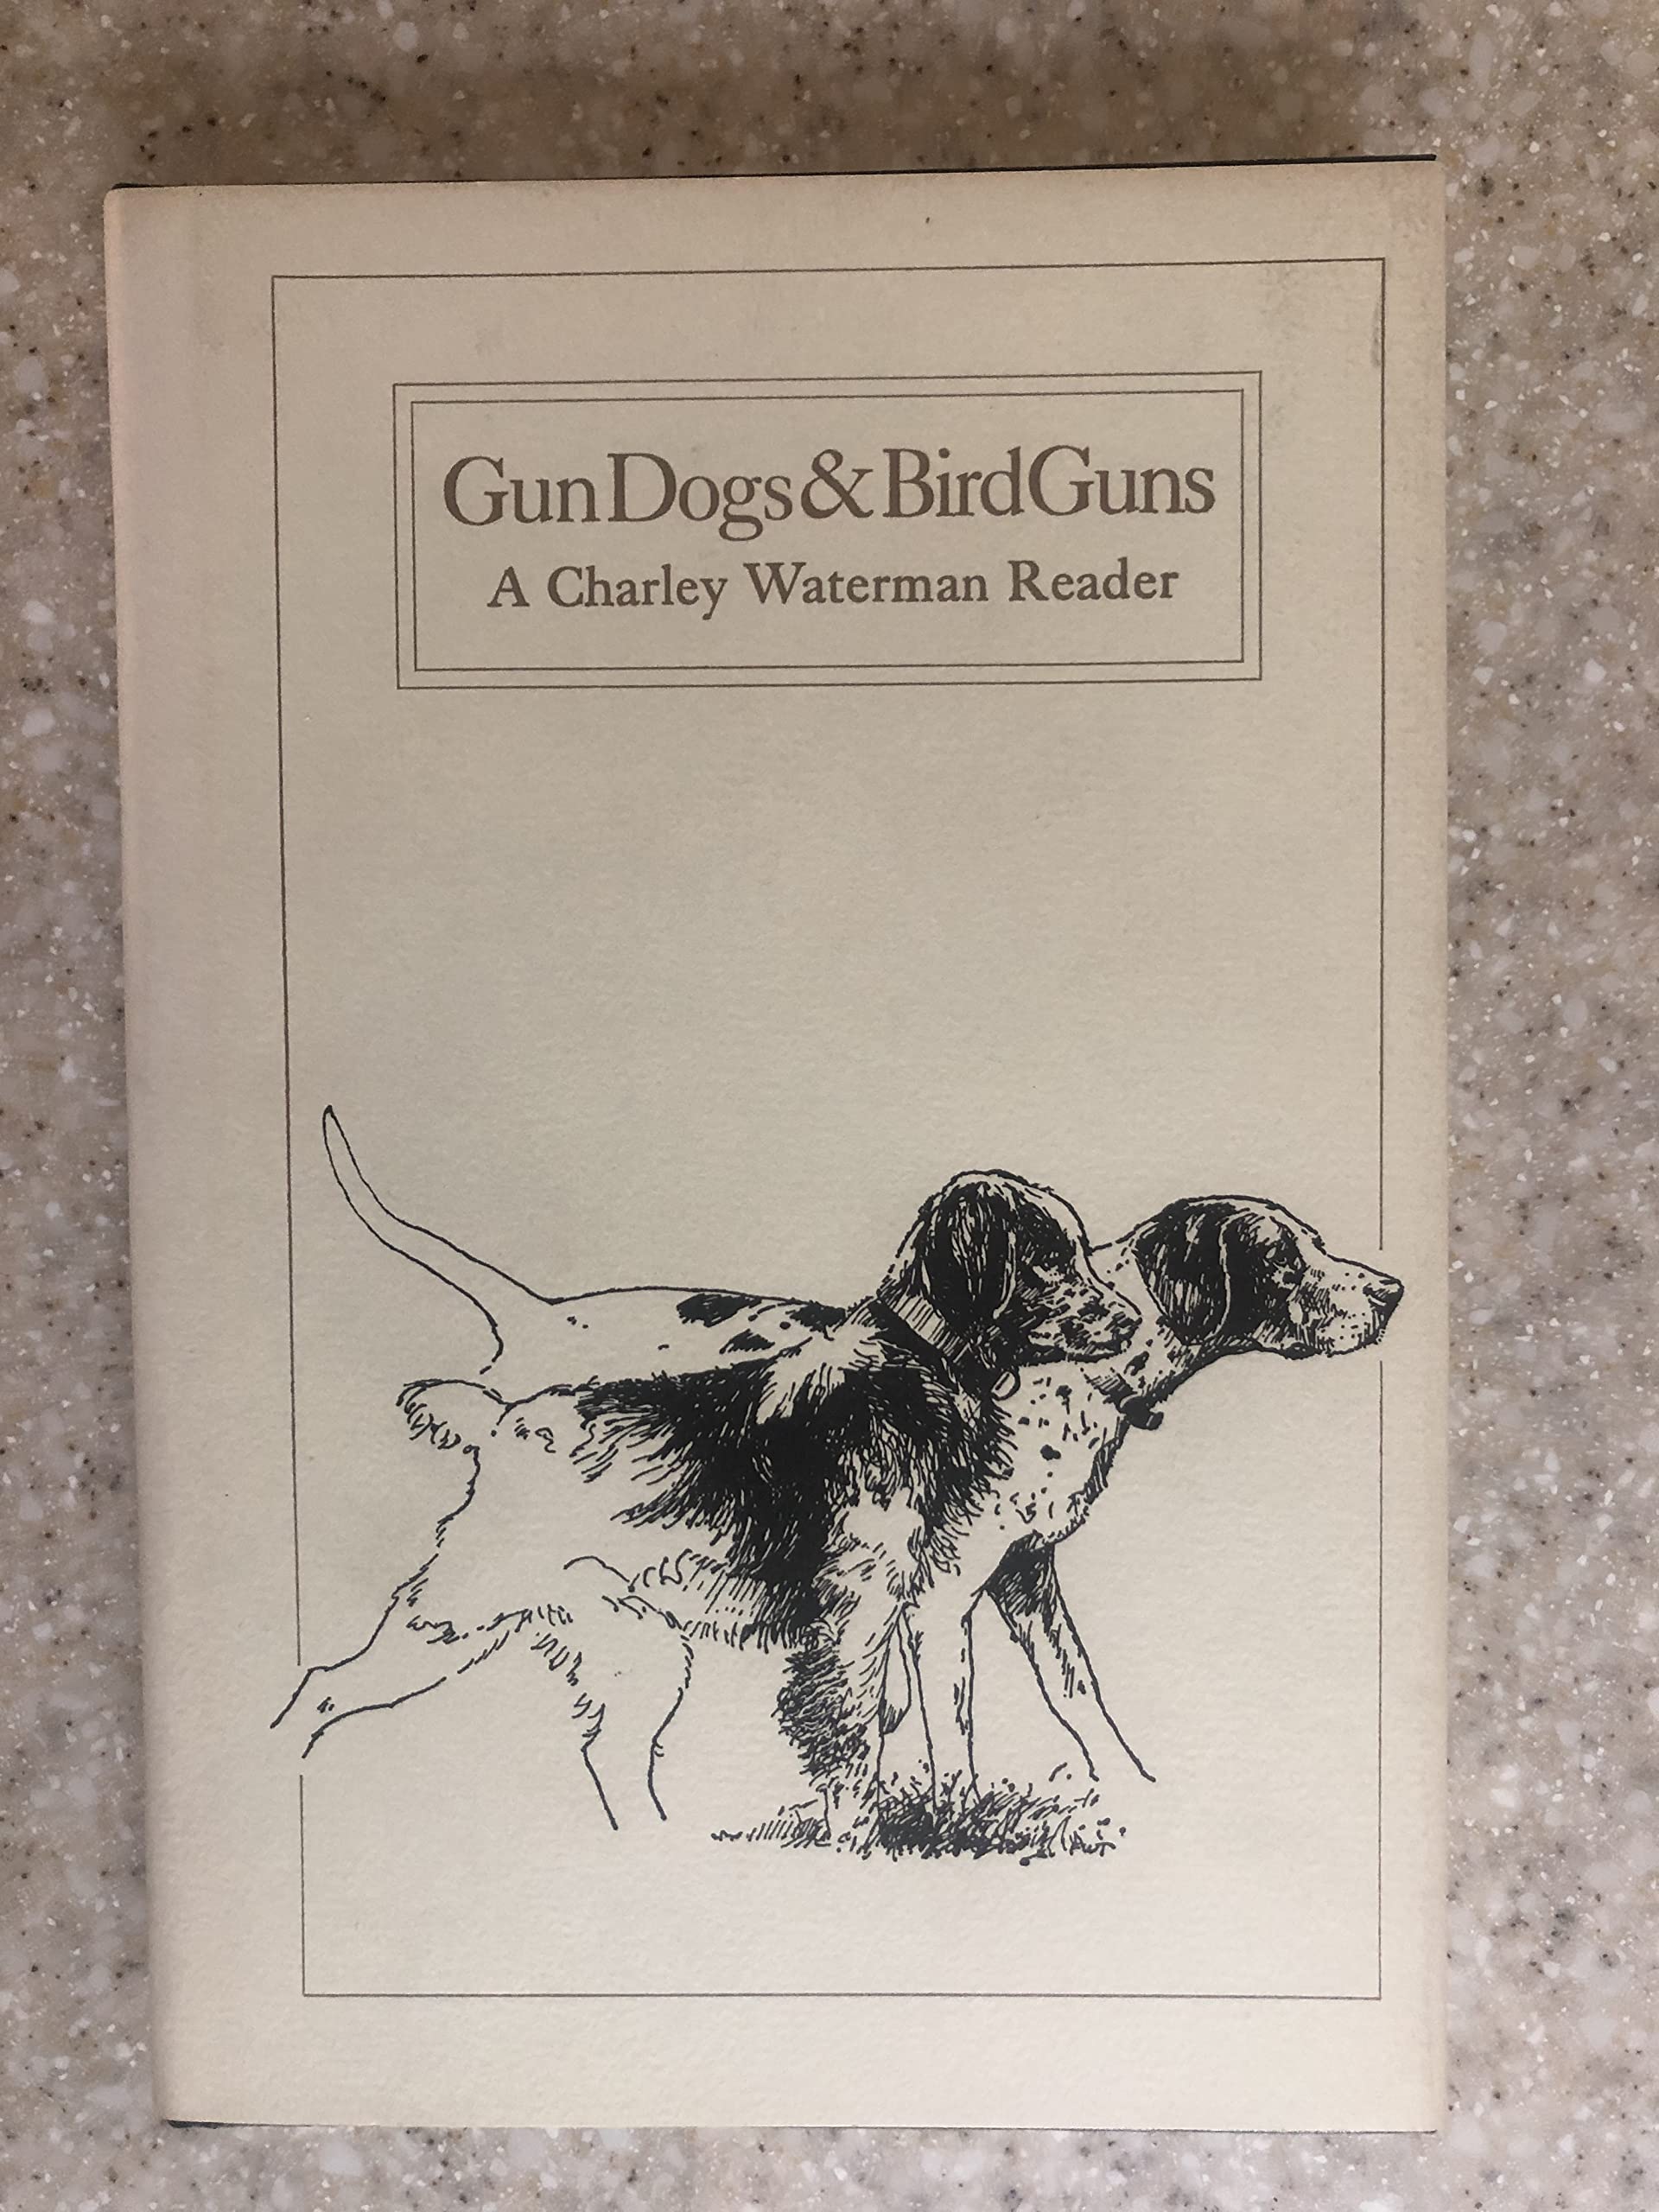 Gun Dogs & Bird Guns
A Charley Waterman Reader